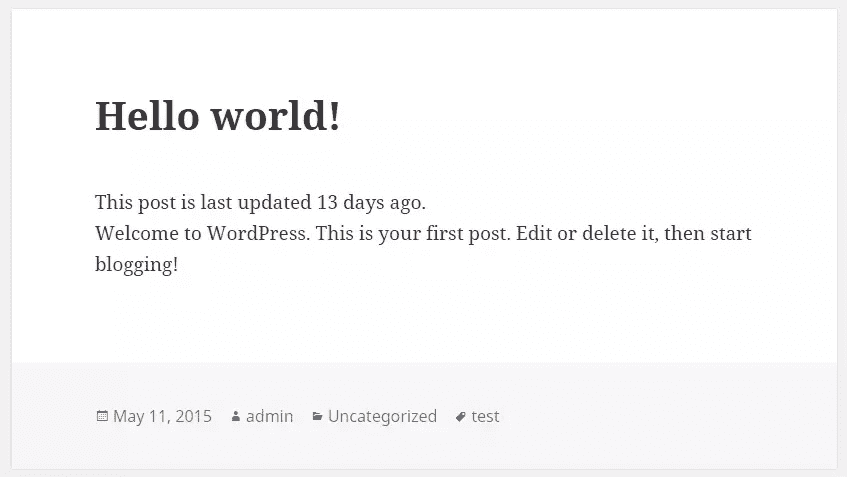 Hello world!
This post is last updated 13 days ago.
Welcome to WordPress. This is your first post. Edit or delete it, then start
blogging!
May 11, 2015 admin Uncategorized test